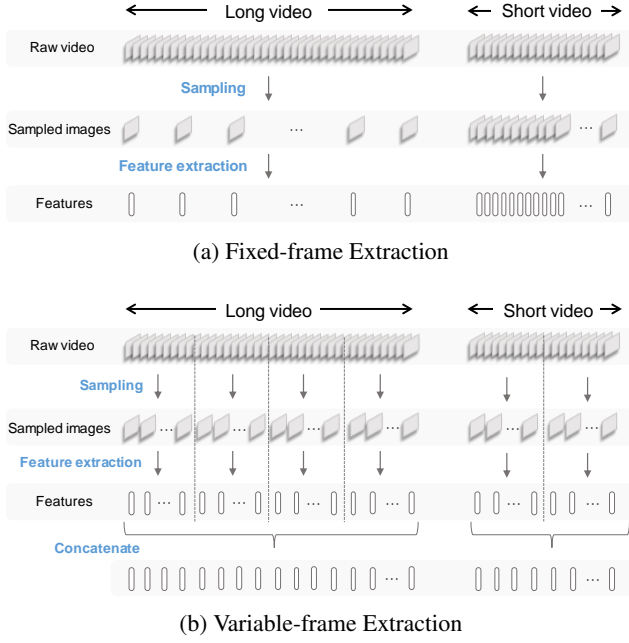 Long video
Short video
Raw video
Sampling
Sampled images
...
...
Feature extraction
Features
...
...
(a) Fixed-frame Extraction
Long video
Short video
Raw video
Sampling
Sampled images
... ... ... ... ... ...
Feature extraction
Features
... ... ... ... ... ...
Concatenate
... ...
(b) Variable-frame Extraction